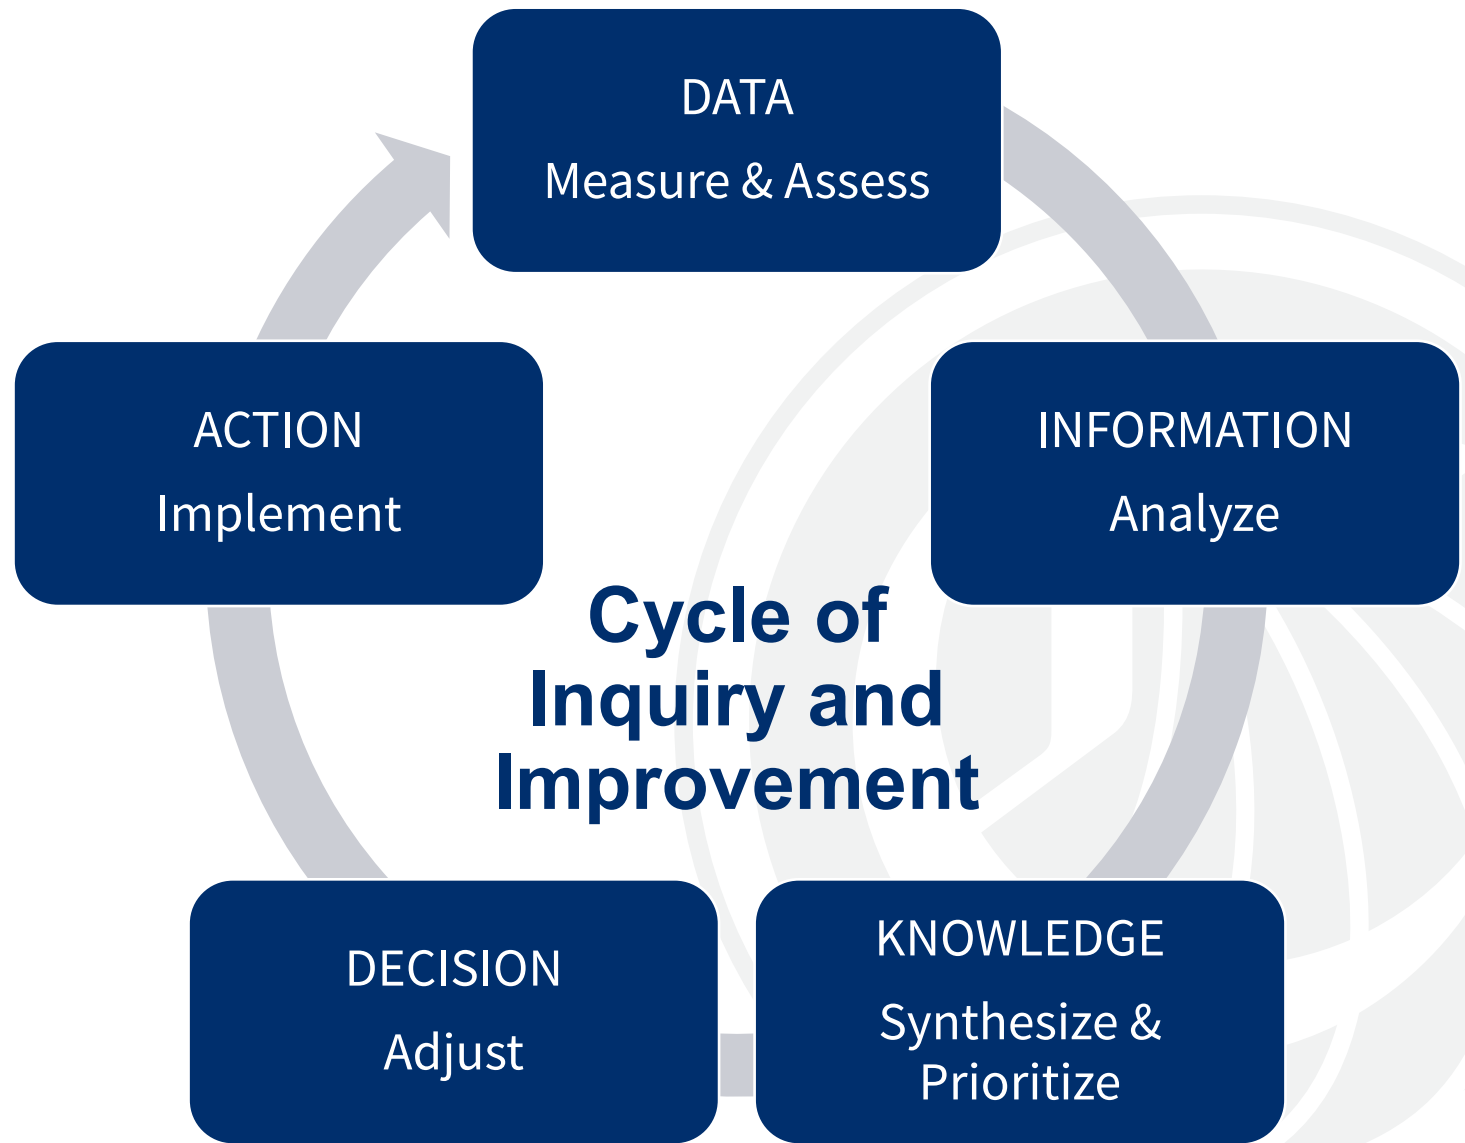 DATA
Measure & Assess
INFORMATION
Analyze
KNOWLEDGE
Synthesize &
Prioritize
DECISION
Adjust
ACTION
Implement
Cycle of
Inquiry and
Improvement